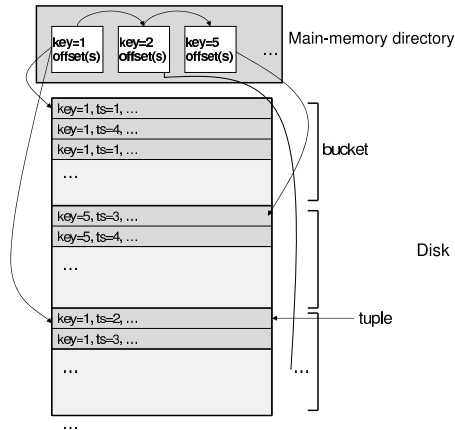 key=1
offset(s)
key=2
offset(s)
key=5
offset(s)
...
Main-memory directory
key=1, ts=1, ...
key=1, ts=4, ...
key=1, ts=1, ...
...
bucket
key=5, ts=3, ...
key=5, ts=4, ...
...
Disk
key=1, ts=2, ...
tuple
key=1, ts=3, ...
...
...
...